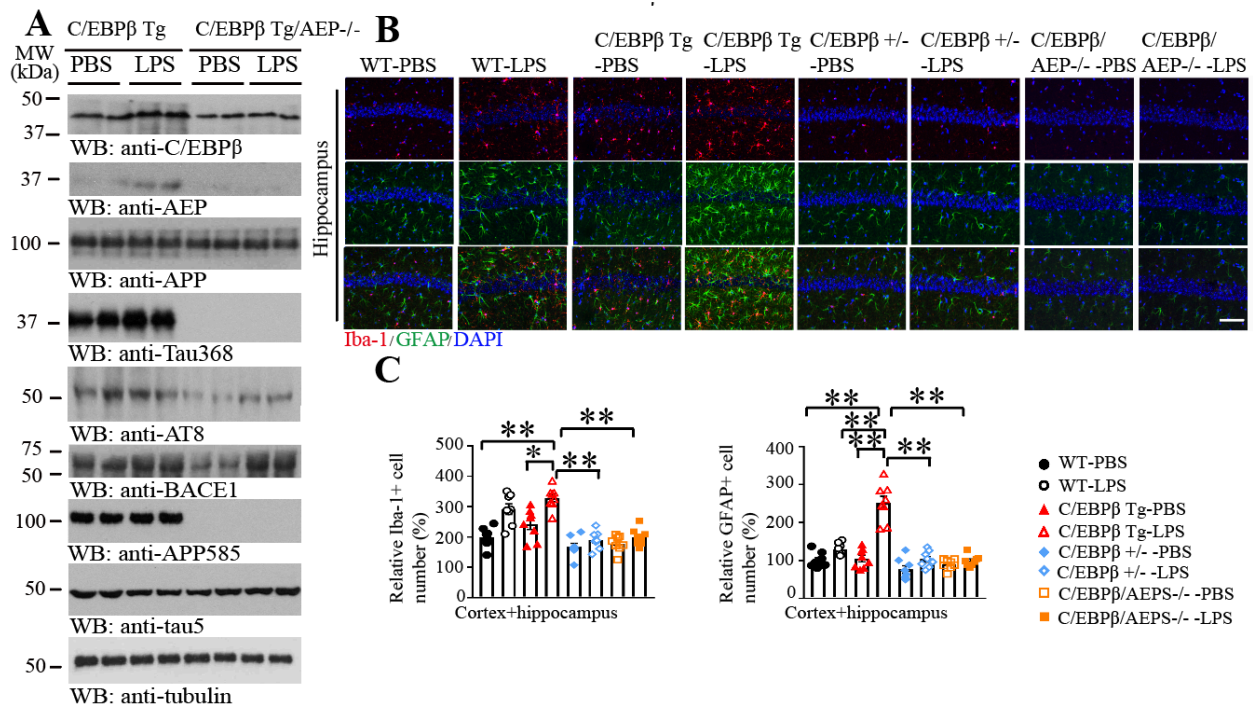 A
C/EBPβ Tg C/EBPβ Tg/AEP-/-
MW
(kDa)
PBS LPS PBS LPS
50
37
WB: anti-C/EBPβ
37
WB: anti-AEP
100
WB: anti-APP
37
WB: anti-Tau368
50
WB: anti-AT8
75
50
WB: anti-BACE1
100
WB: anti-APP585
50
WB: anti-tau5
50
WB: anti-tubulin
B
C/EBPβ Tg C/EBPβ Tg C/EBPβ +/- C/EBPβ +/- C/EBPβ/ C/EBPβ/
WT-PBS WT-LPS -PBS -LPS -PBS -LPS AEP-/- -PBS AEP-/- -LPS
Hippocampus
Iba-1/GFAP/DAPI
C
Relative Iba-1+ cell
number (%)
500
400
300
200
100
0
** * ** **
Cortex+hippocampus
Relative GFAP+ cell
number (%)
400
300
200
100
0
** ** ** ** **
Cortex+hippocampus
WT-PBS
WT-LPS
C/EBPβ Tg-PBS
C/EBPβ Tg-LPS
C/EBPβ +/- -PBS
C/EBPβ +/- -LPS
C/EBPβ/AEPS-/- -PBS
C/EBPβ/AEPS-/- -LPS